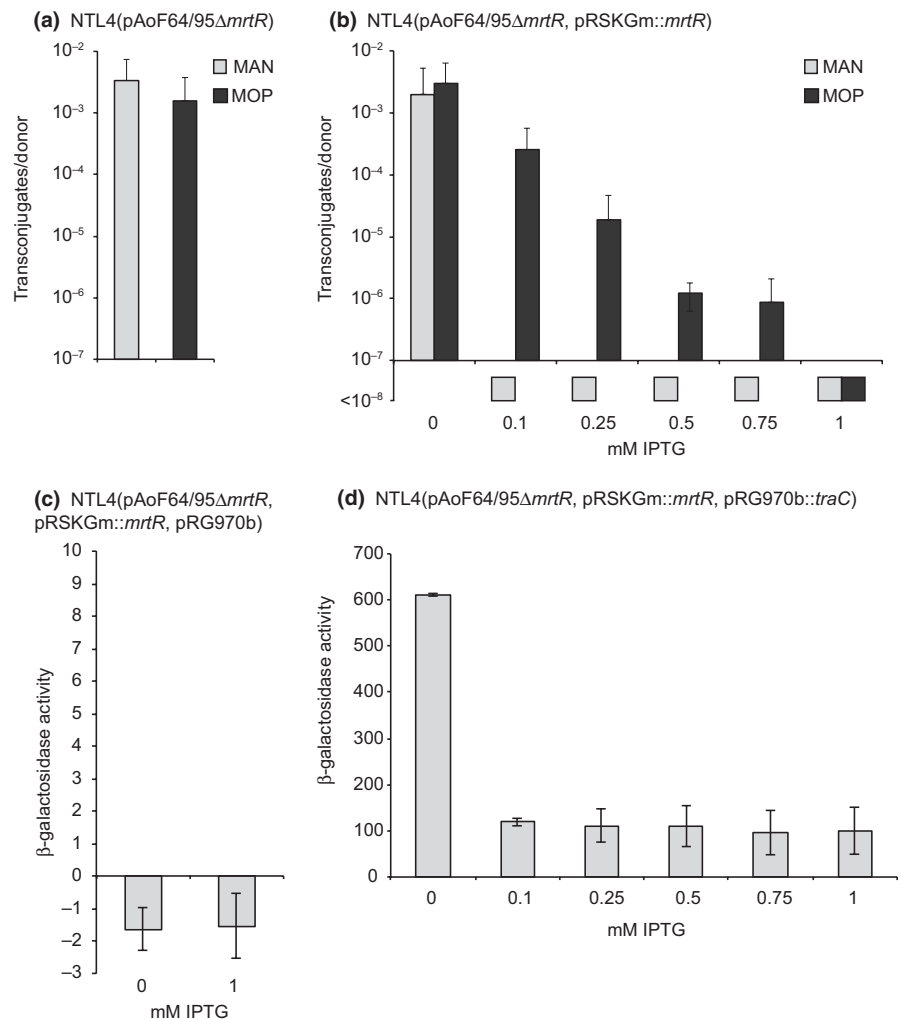 (a) NTL4(pAoF64/95ΔmrtR)
MAN
MOP
Transconjugates/donor
10⁻²
10⁻³
10⁻⁴
10⁻⁵
10⁻⁶
10⁻⁷
(b) NTL4(pAoF64/95ΔmrtR, pRSKGm::mrtR)
MAN
MOP
Transconjugates/donor
10⁻²
10⁻³
10⁻⁴
10⁻⁵
10⁻⁶
10⁻⁷
<10⁻⁸
0 0.1 0.25 0.5 0.75 1
mM IPTG
(c) NTL4(pAoF64/95ΔmrtR,
pRSKGm::mrtR, pRG970b)
β-galactosidase activity
10
9
8
7
6
5
4
3
2
1
0
–1
–2
–3
0 1
mM IPTG
(d) NTL4(pAoF64/95ΔmrtR, pRSKGm::mrtR, pRG970b::traC)
β-galactosidase activity
700
600
500
400
300
200
100
0
0 0.1 0.25 0.5 0.75 1
mM IPTG